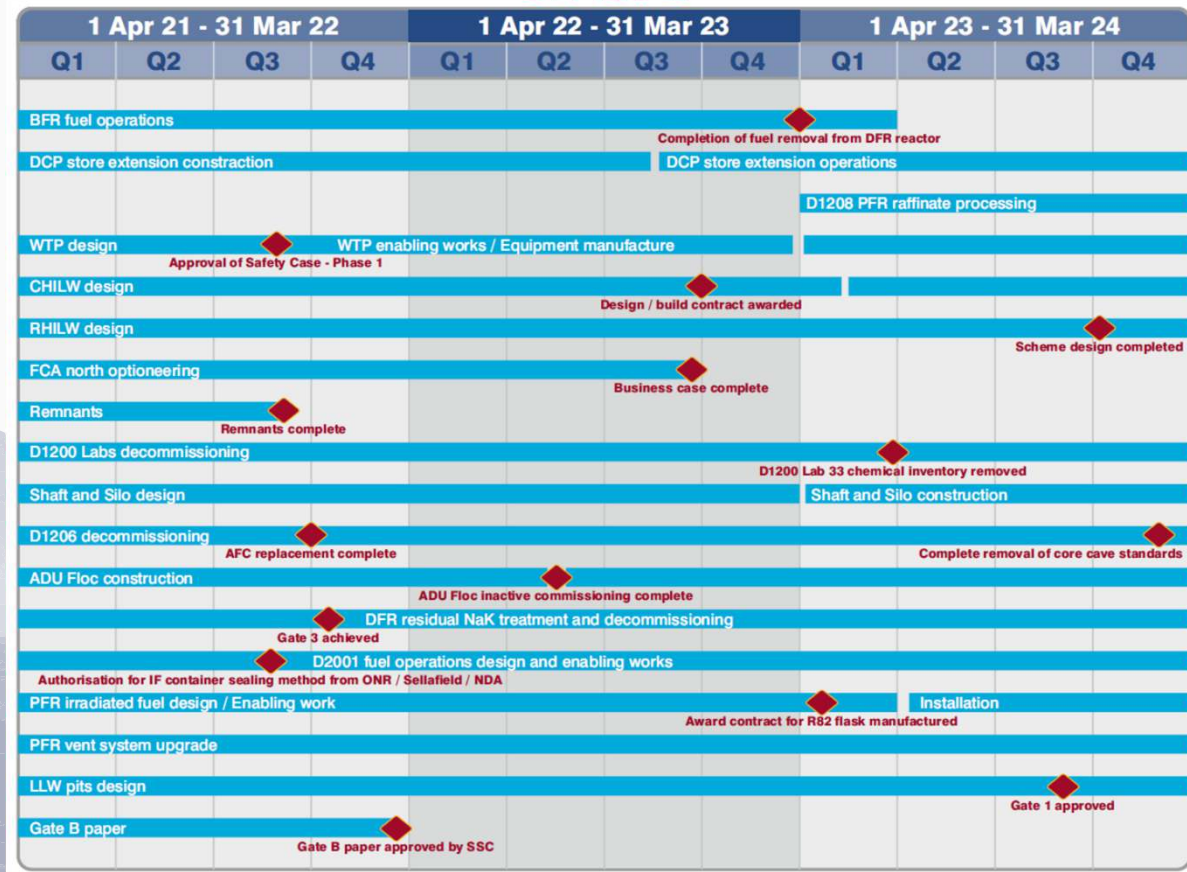 1 Apr 21 - 31 Mar 22 1 Apr 22 - 31 Mar 23 1 Apr 23 - 31 Mar 24
Q1 Q2 Q3 Q4 Q1 Q2 Q3 Q4 Q1 Q2 Q3 Q4
BFR fuel operations
Completion of fuel removal from DFR reactor
DCP store extension constraction DCP store extension operations
D1208 PFR raffinate processing
WTP design WTP enabling works / Equipment manufacture
Approval of Safety Case - Phase 1
CHILW design
Design / build contract awarded
RHILW design
Scheme design completed
FCA north optioneering
Business case complete
Remnants
Remnants complete
D1200 Labs decommissioning
D1200 Lab 33 chemical inventory removed
Shaft and Silo design Shaft and Silo construction
D1206 decommissioning
AFC replacement complete Complete removal of core cave standards
ADU Floc construction
ADU Floc inactive commissioning complete
DFR residual NaK treatment and decommissioning
Gate 3 achieved
D2001 fuel operations design and enabling works
Authorisation for IF container sealing method from ONR / Sellafield / NDA
PFR irradiated fuel design / Enabling work Installation
Award contract for R82 flask manufactured
PFR vent system upgrade
LLW pits design
Gate 1 approved
Gate B paper
Gate B paper approved by SSC